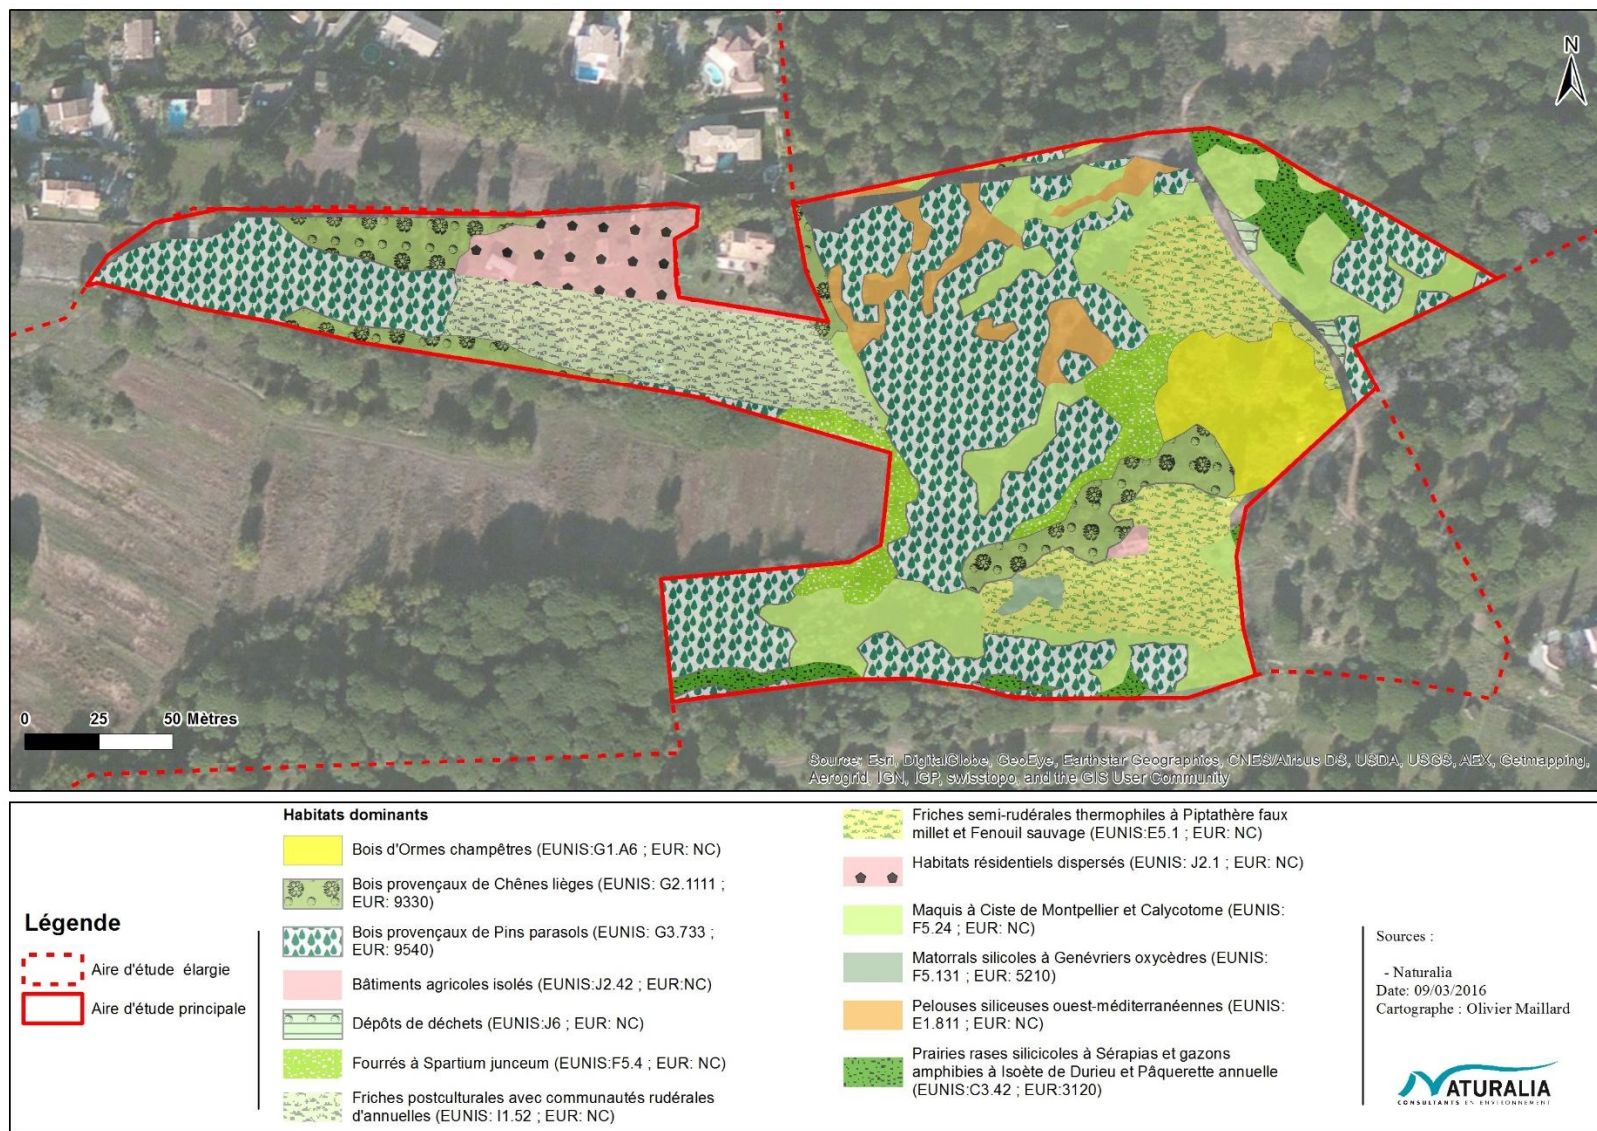 N
0 25 50 Mètres
Source: Esri, DigitalGlobe, GeoEye, Earthstar Geographics, CNES/Airbus DS, USDA, USGS, AEX, Getmapping,
Aerogrid, IGN, IGP, swisstopo, and the GIS User Community
Légende
Aire d'étude élargie
Aire d'étude principale
Habitats dominants
Bois d'Ormes champêtres (EUNIS:G1.A6 ; EUR: NC)
Bois provençaux de Chênes lièges (EUNIS: G2.1111 ;
EUR: 9330)
Bois provençaux de Pins parasols (EUNIS: G3.733 ;
EUR: 9540)
Bâtiments agricoles isolés (EUNIS:J2.42 ; EUR:NC)
Dépôts de déchets (EUNIS:J6 ; EUR: NC)
Fourrés à Spartium junceum (EUNIS:F5.4 ; EUR: NC)
Friches postculturales avec communautés rudérales
d'annuelles (EUNIS: I1.52 ; EUR: NC)
Friches semi-rudérales thermophiles à Piptathère faux
millet et Fenouil sauvage (EUNIS:E5.1 ; EUR: NC)
Habitats résidentiels dispersés (EUNIS: J2.1 ; EUR: NC)
Maquis à Ciste de Montpellier et Calycotome (EUNIS:
F5.24 ; EUR: NC)
Matorrals silicoles à Genévriers oxycèdres (EUNIS:
F5.131 ; EUR: 5210)
Pelouses siliceuses ouest-méditerranéennes (EUNIS:
E1.811 ; EUR: NC)
Prairies rases silicicoles à Sérapias et gazons
amphibies à Isoète de Durieu et Pâquerette annuelle
(EUNIS:C3.42 ; EUR:3120)
Sources :
- Naturalia
Date: 09/03/2016
Cartographe : Olivier Maillard
NATURALIA
CONSULTANTS EN ENVIRONNEMENT